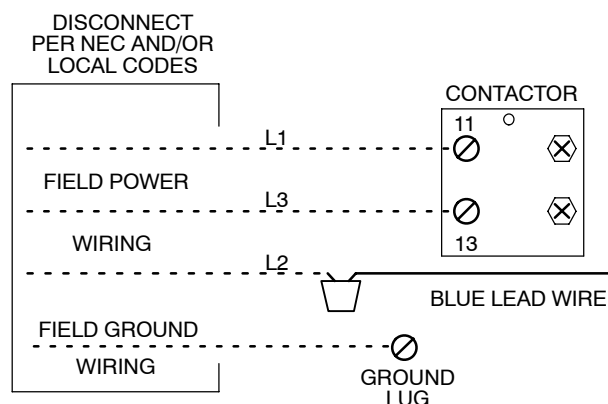 DISCONNECT
PER NEC AND/OR
LOCAL CODES
CONTACTOR
11
L1
FIELD POWER
L3
WIRING
13
L2
BLUE LEAD WIRE
FIELD GROUND
WIRING
GROUND
LUG